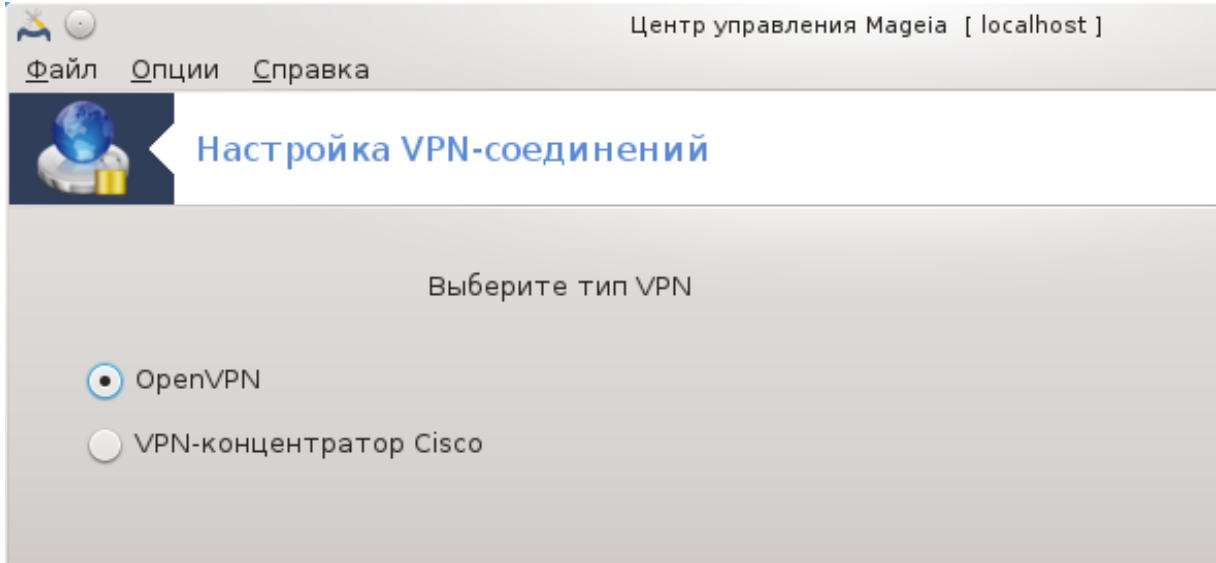 Центр управления Mageia [ localhost ]
Файл Опции Справка
Настройка VPN-соединений
Выберите тип VPN
OpenVPN
VPN-концентратор Cisco